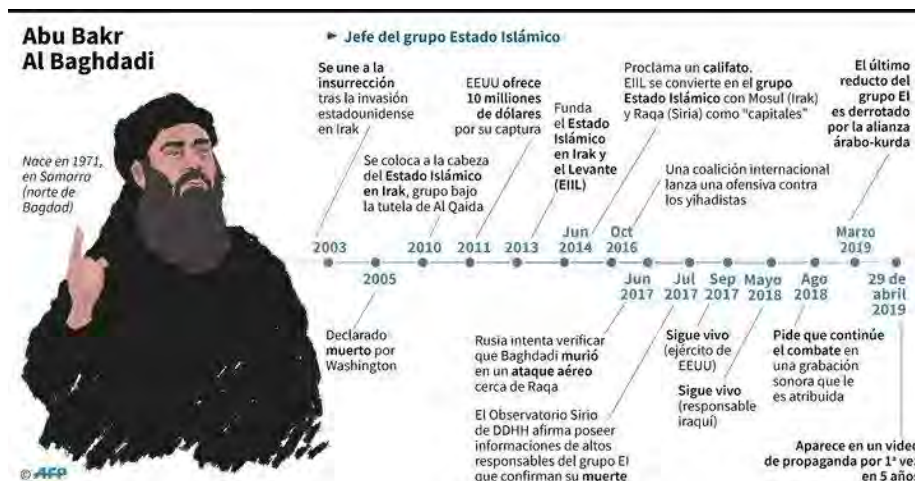 Abu Bakr
Al Baghdadi
► Jefe del grupo Estado Islámico
Nace en 1971,
en Samarra
(norte de
Bagdad)
Se une a la
insurrección
tras la invasión
estadounidense
en Irak
2003
2005
Declarado
muerto por
Washington
Se coloca a la cabeza
del Estado Islámico
en Irak, grupo bajo
la tutela de Al Qaida
2010
EEUU ofrece
10 milliones
de dólares
por su captura
2011
Funda
el Estado
Islámico
en Irak y
el Levante
(EIIL)
2013
Proclama un califato.
EIIL se convierte en el grupo
Estado Islámico con Mosul (Irak)
y Raqa (Siria) como "capitales"
Jun
2014
Una coalición internacional
lanza una ofensiva contra
los yihadistas
Oct
2016
Jun
2017
Rusia intenta verificar
que Baghdadi murió
en un ataque aéreo
cerca de Raqa
Jul
2017
El Observatorio Sirio
de DDHH afirma poseer
informaciones de altos
responsables del grupo EI
que confirman su muerte
Sep
2017
Sigue vivo
(ejército de
EEUU)
Mayo
2018
Sigue vivo
(responsable
iraquí)
Ago
2018
Pide que continúe
el combate en
una grabación
sonora que le
es atribuida
El último
reducto del
grupo EI
es derrotado
por la alianza
árabo-kurda
Marzo
2019
29 de
abril
2019
Aparece en un video
de propaganda por 1ª vez
en 5 años
© AFP